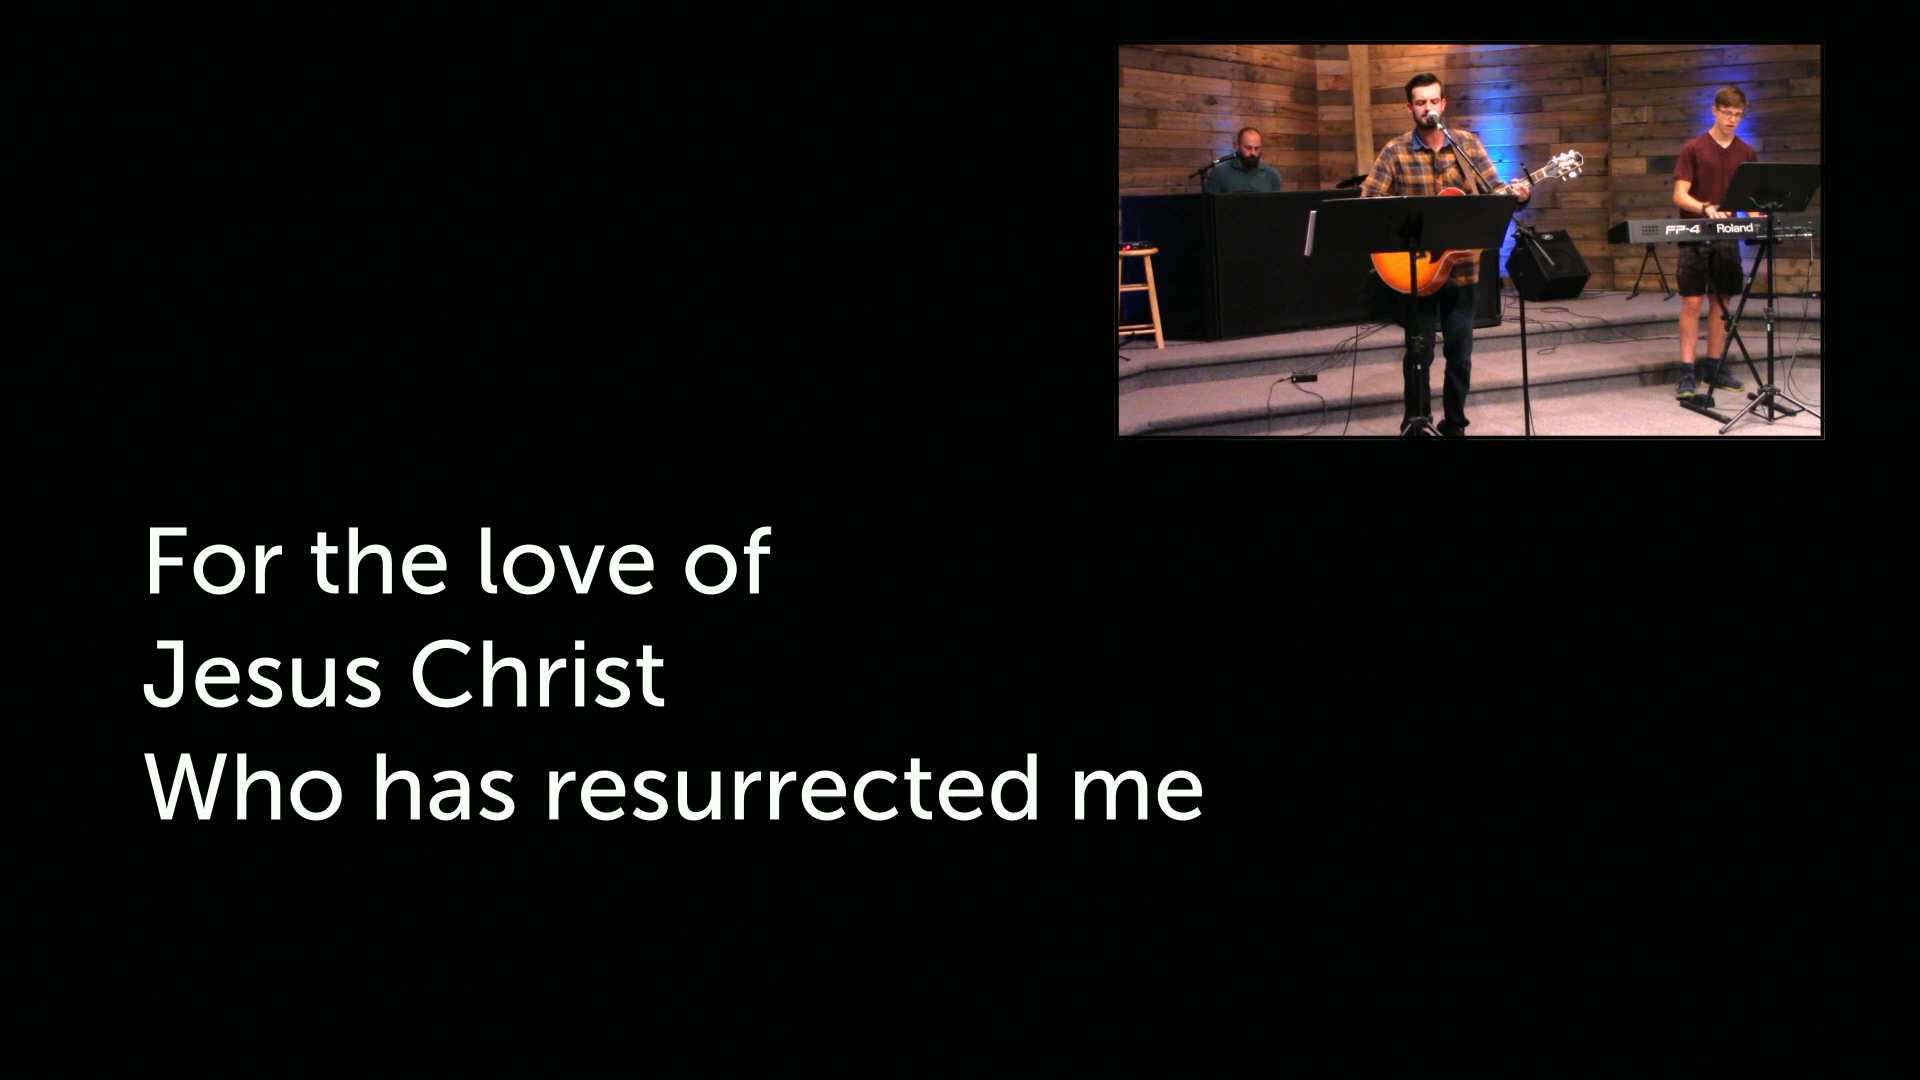 FP-4 Roland
For the love of
Jesus Christ
Who has resurrected me